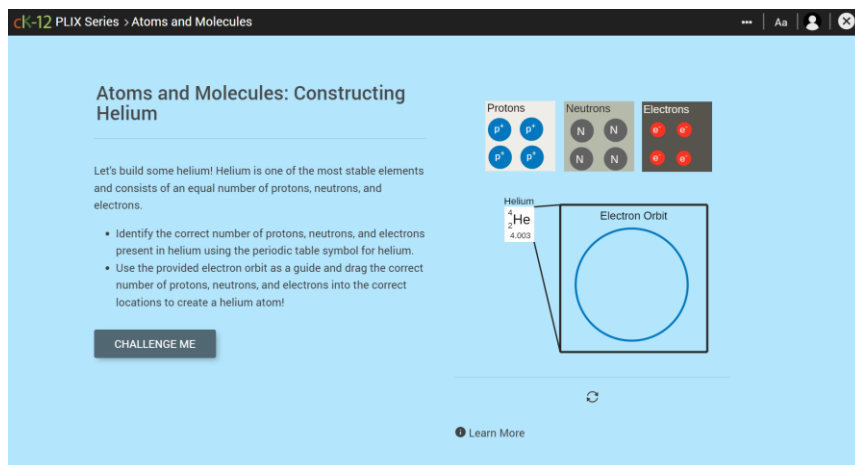 cK-12 PLIX Series > Atoms and Molecules
Aa
Atoms and Molecules: Constructing
Helium
Let's build some helium! Helium is one of the most stable elements
and consists of an equal number of protons, neutrons, and
electrons.
• Identify the correct number of protons, neutrons, and electrons
present in helium using the periodic table symbol for helium.
• Use the provided electron orbit as a guide and drag the correct
number of protons, neutrons, and electrons into the correct
locations to create a helium atom!
CHALLENGE ME
Protons
p⁺ p⁺
p⁺ p⁺
Neutrons
N N
N N
Electrons
e⁻ e⁻
e⁻ e⁻
Helium
4
He
2
4.003
Electron Orbit
Learn More